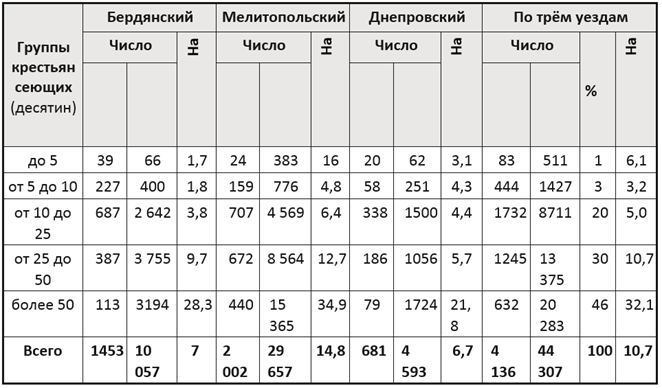 Группы крестьян сеющих (десятин) | Бердянский | Мелитопольский | Днепровский | По трём уездам
Число | На | Число | На | Число | На | Число | % | На
до 5 | 39 | 66 | 1,7 | 24 | 383 | 16 | 20 | 62 | 3,1 | 83 | 511 | 1 | 6,1
от 5 до 10 | 227 | 400 | 1,8 | 159 | 776 | 4,8 | 58 | 251 | 4,3 | 444 | 1427 | 3 | 3,2
от 10 до 25 | 687 | 2 642 | 3,8 | 707 | 4 569 | 6,4 | 338 | 1500 | 4,4 | 1732 | 8711 | 20 | 5,0
от 25 до 50 | 387 | 3 755 | 9,7 | 672 | 8 564 | 12,7 | 186 | 1056 | 5,7 | 1245 | 13 375 | 30 | 10,7
более 50 | 113 | 3194 | 28,3 | 440 | 15 365 | 34,9 | 79 | 1724 | 21,8 | 632 | 20 283 | 46 | 32,1
Всего | 1453 | 10 057 | 7 | 2 002 | 29 657 | 14,8 | 681 | 4 593 | 6,7 | 4 136 | 44 307 | 100 | 10,7